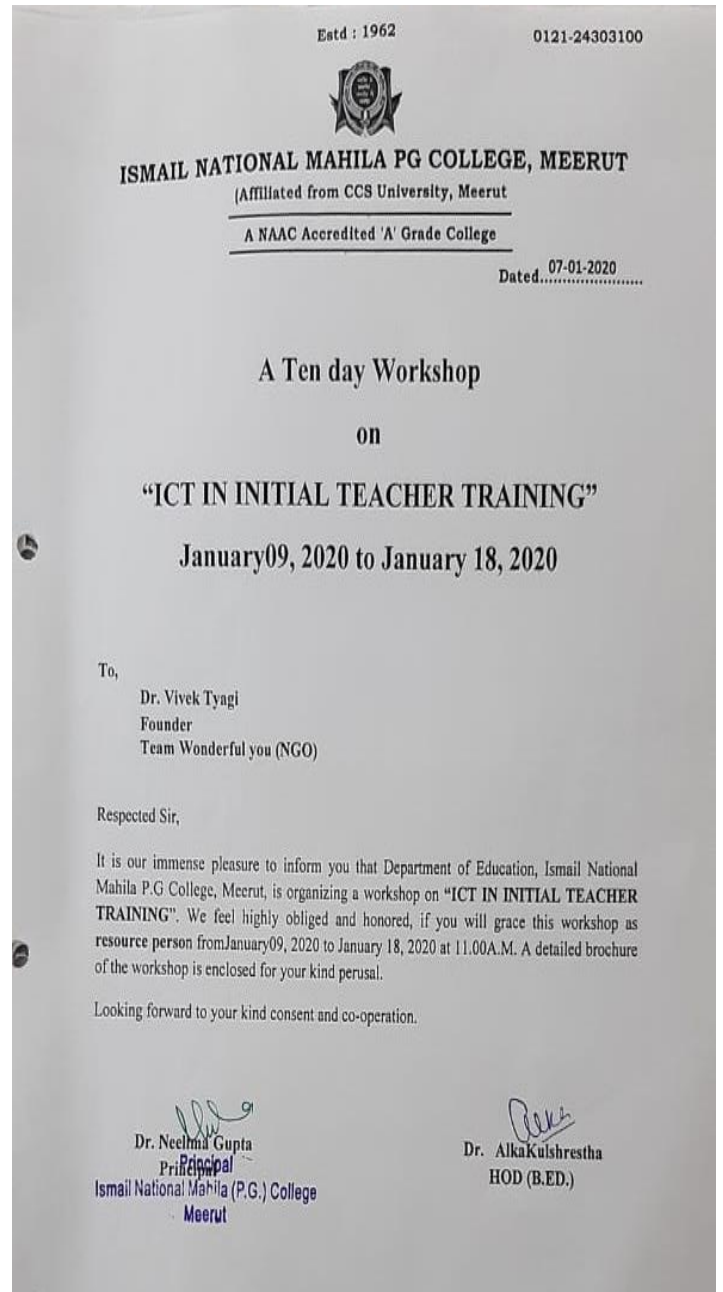 Estd : 1962
0121-24303100
ISMAIL NATIONAL MAHILA PG COLLEGE, MEERUT
(Affiliated from CCS University, Meerut
A NAAC Accredited 'A' Grade College
Dated. 07-01-2020
A Ten day Workshop
on
“ICT IN INITIAL TEACHER TRAINING”
January09, 2020 to January 18, 2020
To,
Dr. Vivek Tyagi
Founder
Team Wonderful you (NGO)
Respected Sir,
It is our immense pleasure to inform you that Department of Education, Ismail National
Mahila P.G College, Meerut, is organizing a workshop on “ICT IN INITIAL TEACHER
TRAINING”. We feel highly obliged and honored, if you will grace this workshop as
resource person fromJanuary09, 2020 to January 18, 2020 at 11.00A.M. A detailed brochure
of the workshop is enclosed for your kind perusal.
Looking forward to your kind consent and co-operation.
Dr. Neelima Gupta
Principal
Principal
Ismail National Mahila (P.G.) College
Meerut
Alka
Dr. AlkaKulshrestha
HOD (B.ED.)